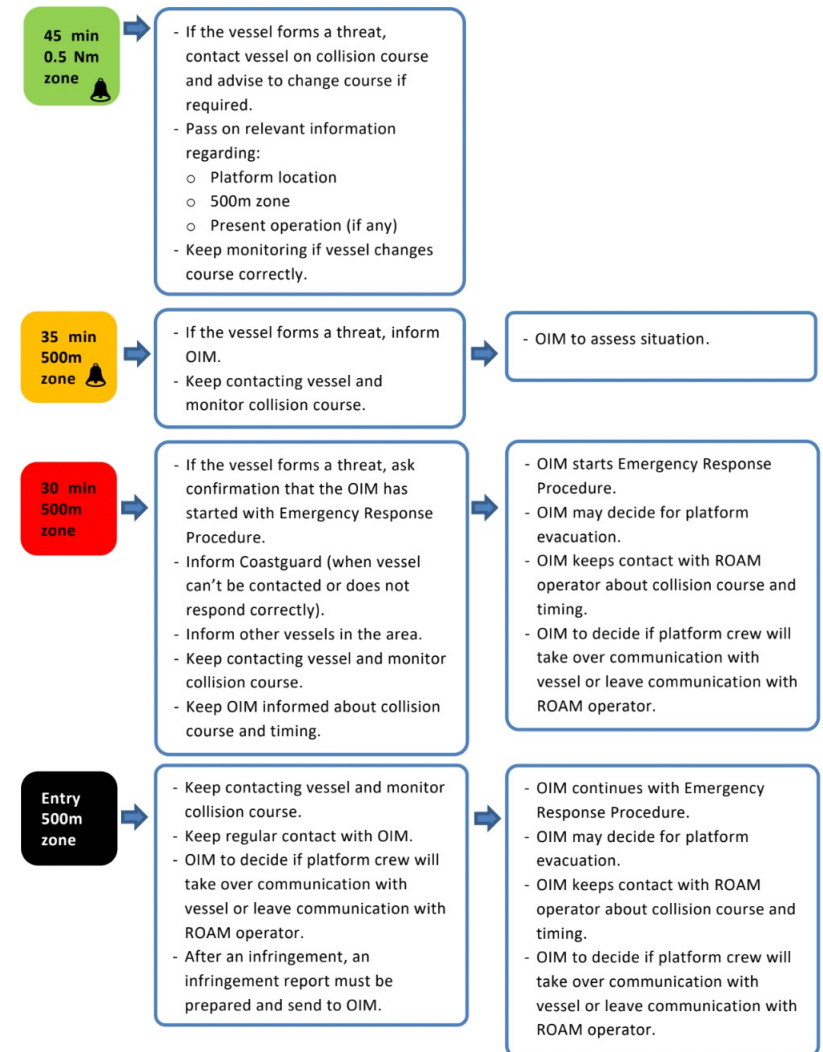 45 min
0.5 Nm
zone
- If the vessel forms a threat,
contact vessel on collision course
and advise to change course if
required.
- Pass on relevant information
regarding:
o Platform location
o 500m zone
o Present operation (if any)
- Keep monitoring if vessel changes
course correctly.
35 min
500m
zone
- If the vessel forms a threat, inform
OIM.
- Keep contacting vessel and
monitor collision course.
- OIM to assess situation.
30 min
500m
zone
- If the vessel forms a threat, ask
confirmation that the OIM has
started with Emergency Response
Procedure.
- Inform Coastguard (when vessel
can't be contacted or does not
respond correctly).
- Inform other vessels in the area.
- Keep contacting vessel and monitor
collision course.
- Keep OIM informed about collision
course and timing.
- OIM starts Emergency Response
Procedure.
- OIM may decide for platform
evacuation.
- OIM keeps contact with ROAM
operator about collision course and
timing.
- OIM to decide if platform crew will
take over communication with
vessel or leave communication with
ROAM operator.
Entry
500m
zone
- Keep contacting vessel and monitor
collision course.
- Keep regular contact with OIM.
- OIM to decide if platform crew will
take over communication with
vessel or leave communication with
ROAM operator.
- After an infringement, an
infringement report must be
prepared and send to OIM.
- OIM continues with Emergency
Response Procedure.
- OIM may decide for platform
evacuation.
- OIM keeps contact with ROAM
operator about collision course and
timing.
- OIM to decide if platform crew will
take over communication with
vessel or leave communication with
ROAM operator.